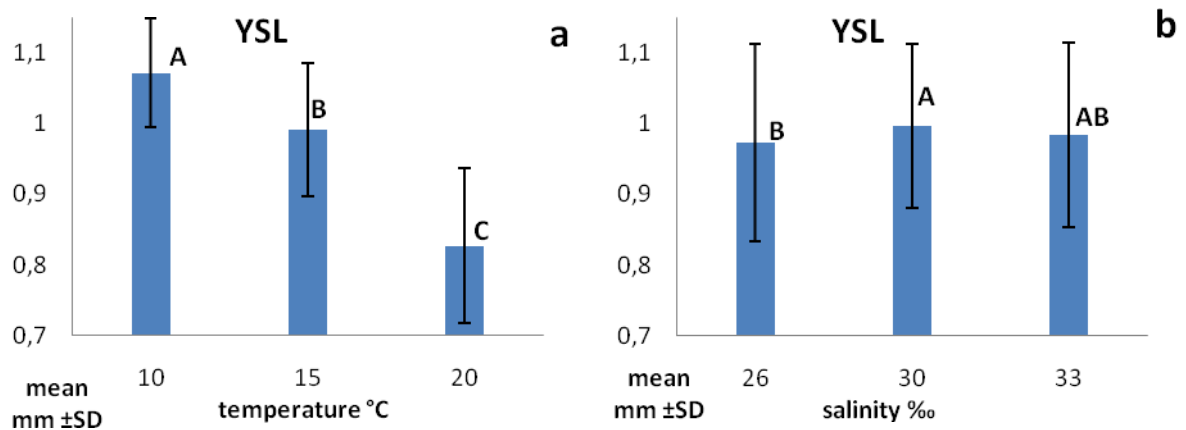 YSL
a
1,1
1
0,9
0,8
0,7
A
B
C
10 15 20
mean
mm ±SD
temperature °C
YSL
b
1,1
1
0,9
0,8
0,7
B
A
AB
26 30 33
mean
mm ±SD
salinity ‰